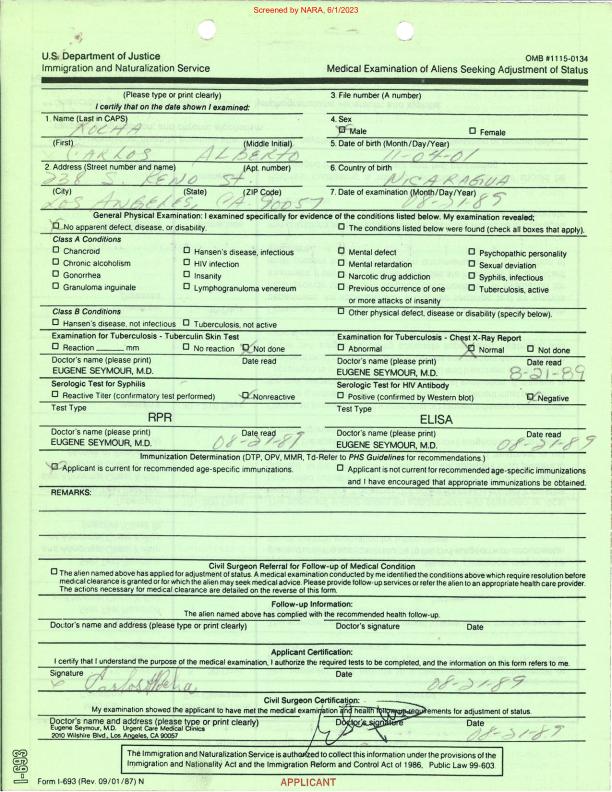 Screened by NARA, 6/1/2023
U.S. Department of Justice
Immigration and Naturalization Service
OMB #1115-0134
Medical Examination of Aliens Seeking Adjustment of Status
(Please type or print clearly)
I certify that on the date shown I examined:
3. File number (A number)
1. Name (Last in CAPS)
ROCHA
4. Sex
Male Female
(First) (Middle Initial)
CARLOS ALBERTO
5. Date of birth (Month/Day/Year)
11-04-01
2. Address (Street number and name) (Apt. number)
238 S. RENO St
6. Country of birth
NICARAGUA
(City) (State) (ZIP Code)
LOS ANGELES, CA 90057
7. Date of examination (Month/Day/Year)
08-21-89
General Physical Examination: I examined specifically for evidence of the conditions listed below. My examination revealed;
No apparent defect, disease, or disability. The conditions listed below were found (check all boxes that apply).
Class A Conditions
Chancroid Hansen's disease, infectious Mental defect Psychopathic personality
Chronic alcoholism HIV infection Mental retardation Sexual deviation
Gonorrhea Insanity Narcotic drug addiction Syphilis, infectious
Granuloma inguinale Lymphogranuloma venereum Previous occurrence of one Tuberculosis, active
or more attacks of insanity
Class B Conditions
Other physical defect, disease or disability (specify below).
Hansen's disease, not infectious Tuberculosis, not active
Examination for Tuberculosis - Tuberculin Skin Test
Reaction ______ mm No reaction Not done
Doctor's name (please print) Date read
EUGENE SEYMOUR, M.D.
Examination for Tuberculosis - Chest X-Ray Report
Abnormal Normal Not done
Doctor's name (please print) Date read
EUGENE SEYMOUR, M.D. 8-21-89
Serologic Test for Syphilis
Reactive Titer (confirmatory test performed) Nonreactive
Test Type
RPR
Doctor's name (please print) Date read
EUGENE SEYMOUR, M.D. 08-21-89
Serologic Test for HIV Antibody
Positive (confirmed by Western blot) Negative
Test Type
ELISA
Doctor's name (please print) Date read
EUGENE SEYMOUR, M.D. 08-21-89
Immunization Determination (DTP, OPV, MMR, Td-Refer to PHS Guidelines for recommendations.)
Applicant is current for recommended age-specific immunizations.
Applicant is not current for recommended age-specific immunizations
and I have encouraged that appropriate immunizations be obtained.
REMARKS:
Civil Surgeon Referral for Follow-up of Medical Condition
The alien named above has applied for adjustment of status. A medical examination conducted by me identified the conditions above which require resolution before
medical clearance is granted or for which the alien may seek medical advice. Please provide follow-up services or refer the alien to an appropriate health care provider.
The actions necessary for medical clearance are detailed on the reverse of this form.
Follow-up Information:
The alien named above has complied with the recommended health follow-up.
Doctor's name and address (please type or print clearly) Doctor's signature Date
Applicant Certification:
I certify that I understand the purpose of the medical examination, I authorize the required tests to be completed, and the information on this form refers to me.
Signature Date
Carlos Rocha 08-21-89
Civil Surgeon Certification:
My examination showed the applicant to have met the medical examination and health follow-up requirements for adjustment of status.
Doctor's name and address (please type or print clearly) Doctor's signature Date
Eugene Seymour, M.D. Urgent Care Medical Clinics
2010 Wilshire Blvd., Los Angeles, CA 90057
08-21-89
The Immigration and Naturalization Service is authorized to collect this information under the provisions of the
Immigration and Nationality Act and the Immigration Reform and Control Act of 1986, Public Law 99-603.
Form I-693 (Rev. 09/01/87) N
APPLICANT